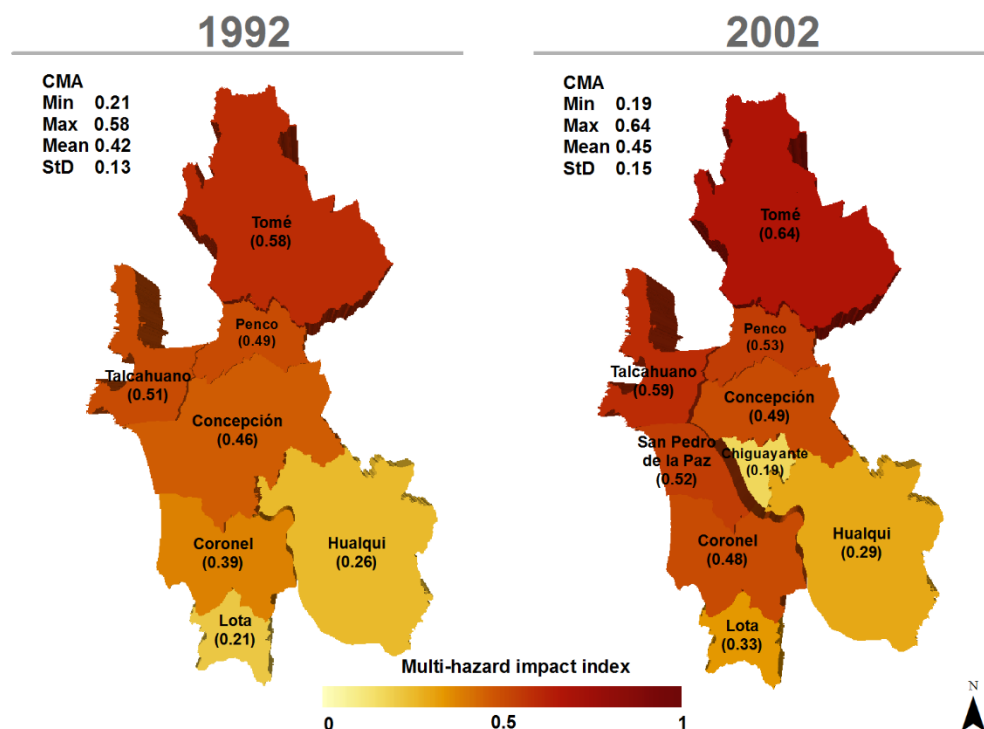 1992
CMA
Min 0.21
Max 0.58
Mean 0.42
StD 0.13
Tomé
(0.58)
Penco
(0.49)
Talcahuano
(0.51)
Concepción
(0.46)
Coronel
(0.39)
Hualqui
(0.26)
Lota
(0.21)
2002
CMA
Min 0.19
Max 0.64
Mean 0.45
StD 0.15
Tomé
(0.64)
Penco
(0.53)
Talcahuano
(0.59)
Concepción
(0.49)
San Pedro
de la Paz
(0.52)
Chiguayante
(0.19)
Coronel
(0.48)
Hualqui
(0.29)
Lota
(0.33)
Multi-hazard impact index
0 0.5 1
N